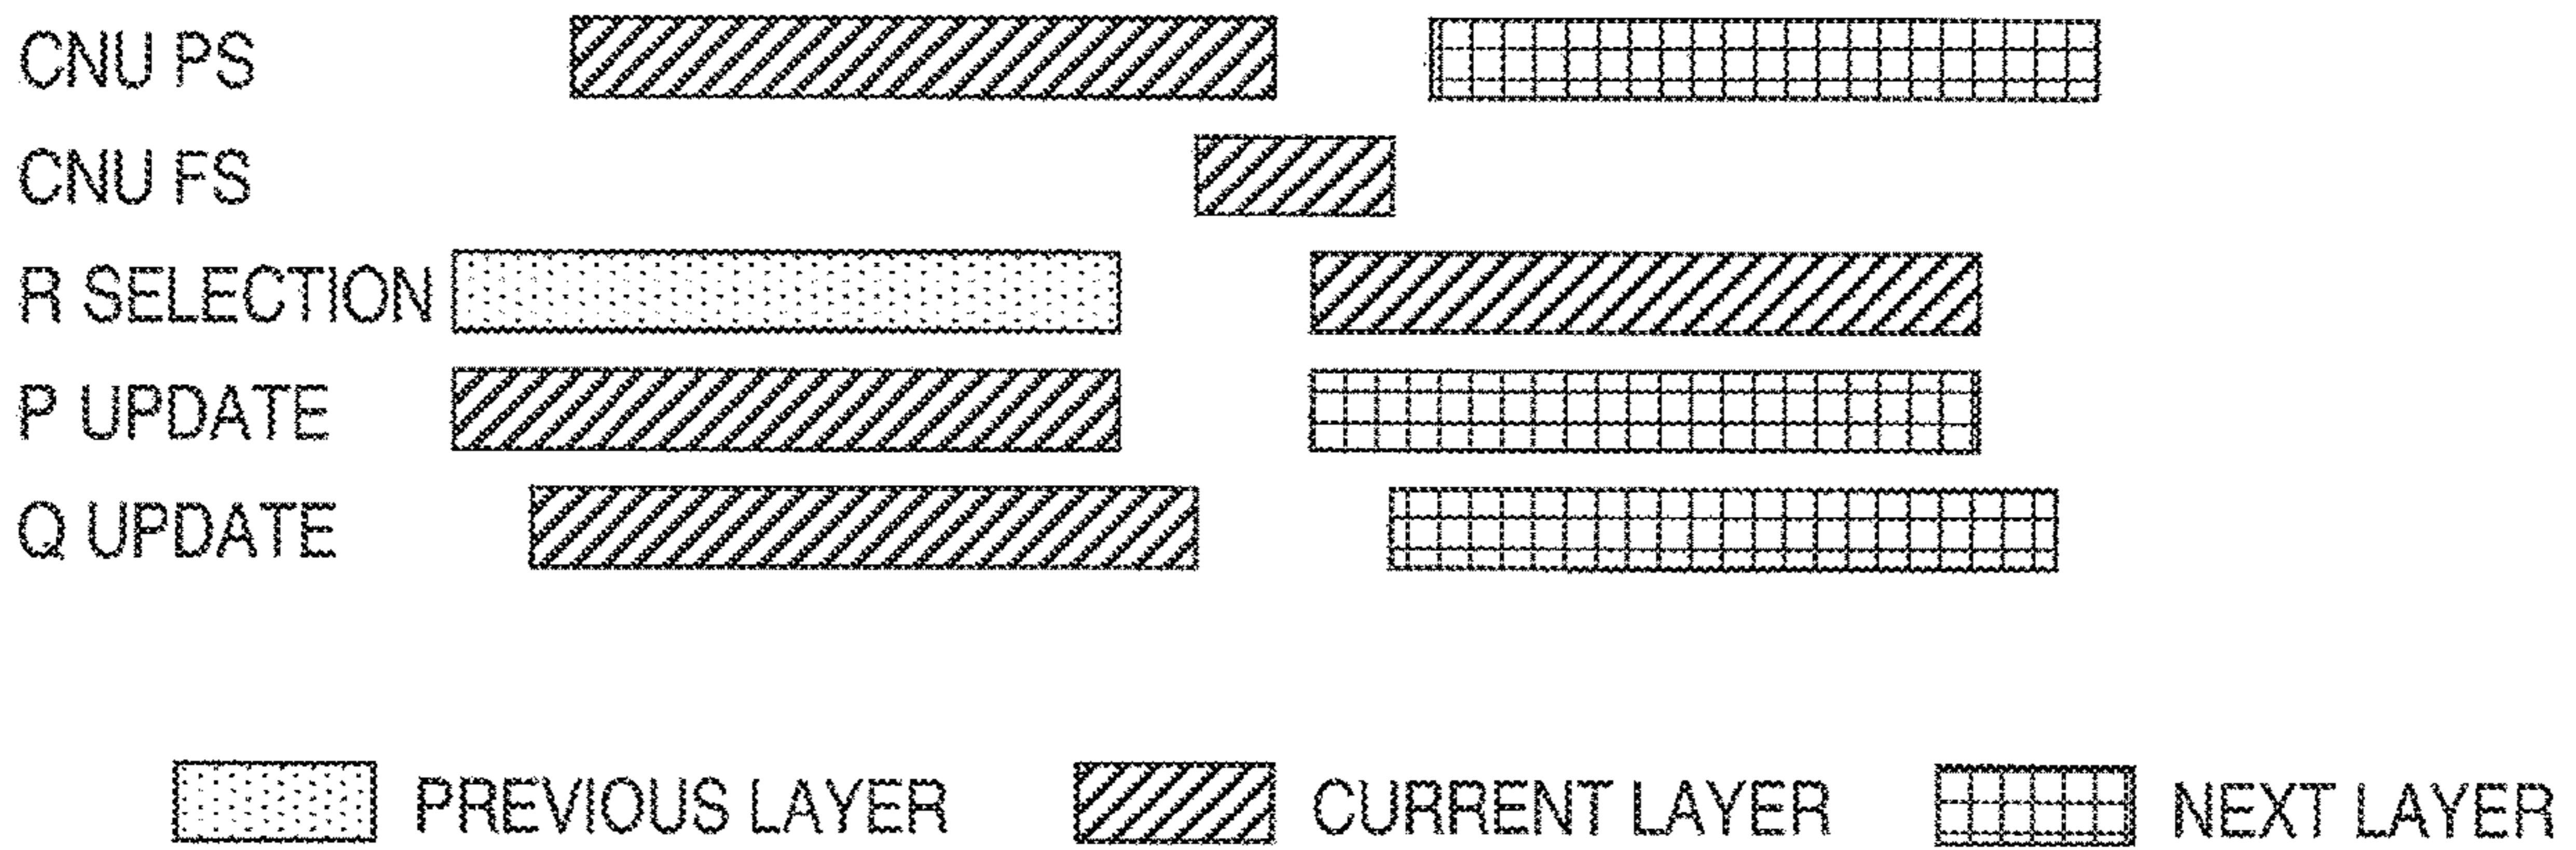 CNU PS
CNU FS
R SELECTION
P UPDATE
Q UPDATE
PREVIOUS LAYER CURRENT LAYER NEXT LAYER